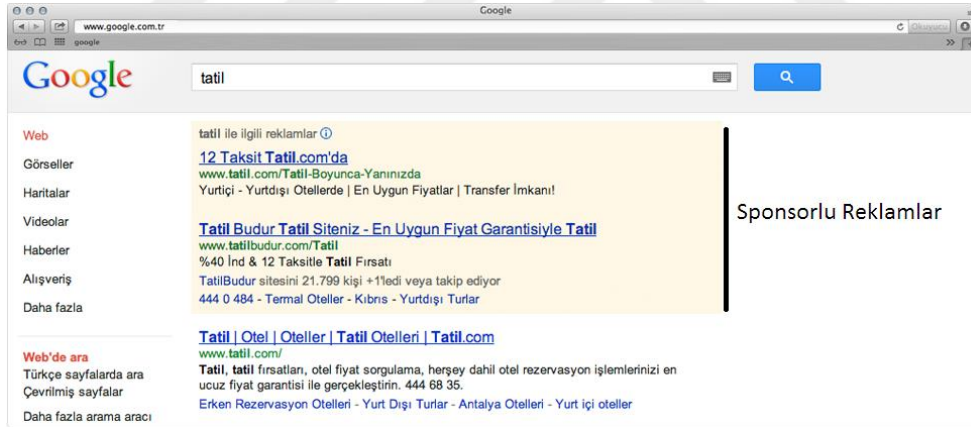 Google
www.google.com.tr
Okuyucu
google
Google
tatil
Web
Görseller
Haritalar
Videolar
Haberler
Alışveriş
Daha fazla
Web'de ara
Türkçe sayfalarda ara
Çevrilmiş sayfalar
Daha fazla arama aracı
tatil ile ilgili reklamlar
12 Taksit Tatil.com'da
www.tatil.com/Tatil-Boyunca-Yanınızda
Yurtiçi - Yurtdışı Otellerde | En Uygun Fiyatlar | Transfer İmkanı!
Tatil Budur Tatil Siteniz - En Uygun Fiyat Garantisiyle Tatil
www.tatilbudur.com/Tatil
%40 İnd & 12 Taksitle Tatil Fırsatı
TatilBudur sitesini 21.799 kişi +1'ledi veya takip ediyor
444 0 484 - Termal Oteller - Kıbrıs - Yurtdışı Turlar
Tatil | Otel | Oteller | Tatil Otelleri | Tatil.com
www.tatil.com/
Tatil, tatil fırsatları, otel fiyat sorgulama, herşey dahil otel rezervasyon işlemlerinizi en
ucuz fiyat garantisi ile gerçekleştirin. 444 68 35.
Erken Rezervasyon Otelleri - Yurt Dışı Turlar - Antalya Otelleri - Yurt içi oteller
Sponsorlu Reklamlar